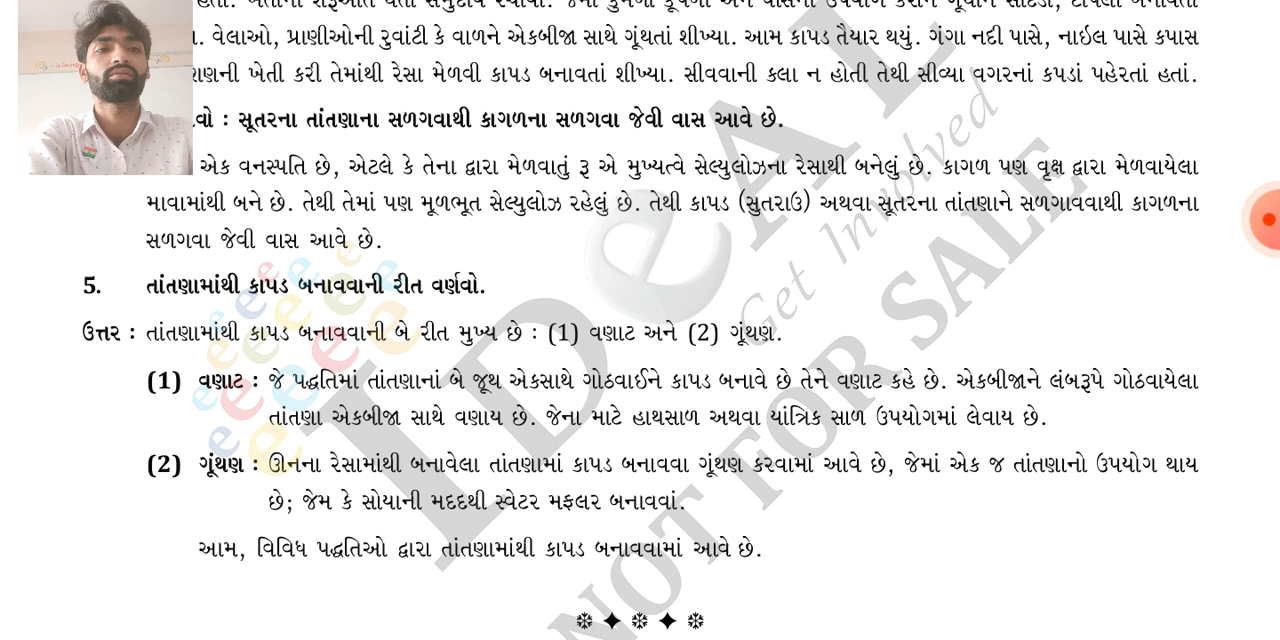 વેલાઓ, પ્રાણીઓની રુવાંટી કે વાળને એકબીજા સાથે ગૂંથતાં શીખ્યા. આમ કાપડ તૈયાર થયું. ગંગા નદી પાસે, નાઈલ પાસે કપાસ
ખેતી કરી તેમાંથી રેસા મેળવી કાપડ બનાવતાં શીખ્યા. સીવવાની કલા ન હોતી તેથી સીવ્યા વગરનાં કપડાં પહેરતાં હતાં.
: સૂતરના તાંતણાના સળગવાથી કાગળના સળગવા જેવી વાસ આવે છે.
એક વનસ્પતિ છે, એટલે કે તેના દ્વારા મેળવાતું રૂ એ મુખ્યત્વે સેલ્યુલોઝના રેસાથી બનેલું છે. કાગળ પણ વૃક્ષ દ્વારા મેળવાયેલા
માવામાંથી બને છે. તેથી તેમાં પણ મૂળભૂત સેલ્યુલોઝ રહેલું છે. તેથી કાપડ (સુતરાઉ) અથવા સૂતરના તાંતણાને સળગાવવાથી કાગળના
સળગવા જેવી વાસ આવે છે.
5. તાંતણામાંથી કાપડ બનાવવાની રીત વર્ણવો.
ઉત્તર : તાંતણામાંથી કાપડ બનાવવાની બે રીત મુખ્ય છે : (1) વણાટ અને (2) ગૂંથણ.
(1) વણાટ : જે પદ્ધતિમાં તાંતણાનાં બે જૂથ એકસાથે ગોઠવાઈને કાપડ બનાવે છે તેને વણાટ કહે છે. એકબીજાને લંબરૂપે ગોઠવાયેલા
તાંતણા એકબીજા સાથે વણાય છે. જેના માટે હાથસાળ અથવા યાંત્રિક સાળ ઉપયોગમાં લેવાય છે.
(2) ગૂંથણ : ઊનના રેસામાંથી બનાવેલા તાંતણામાં કાપડ બનાવવા ગૂંથણ કરવામાં આવે છે, જેમાં એક જ તાંતણાનો ઉપયોગ થાય
છે; જેમ કે સોયાની મદદથી સ્વેટર મફલર બનાવવાં.
આમ, વિવિધ પદ્ધતિઓ દ્વારા તાંતણામાંથી કાપડ બનાવવામાં આવે છે.
IDeAL
Get Involved
NOT FOR SALE